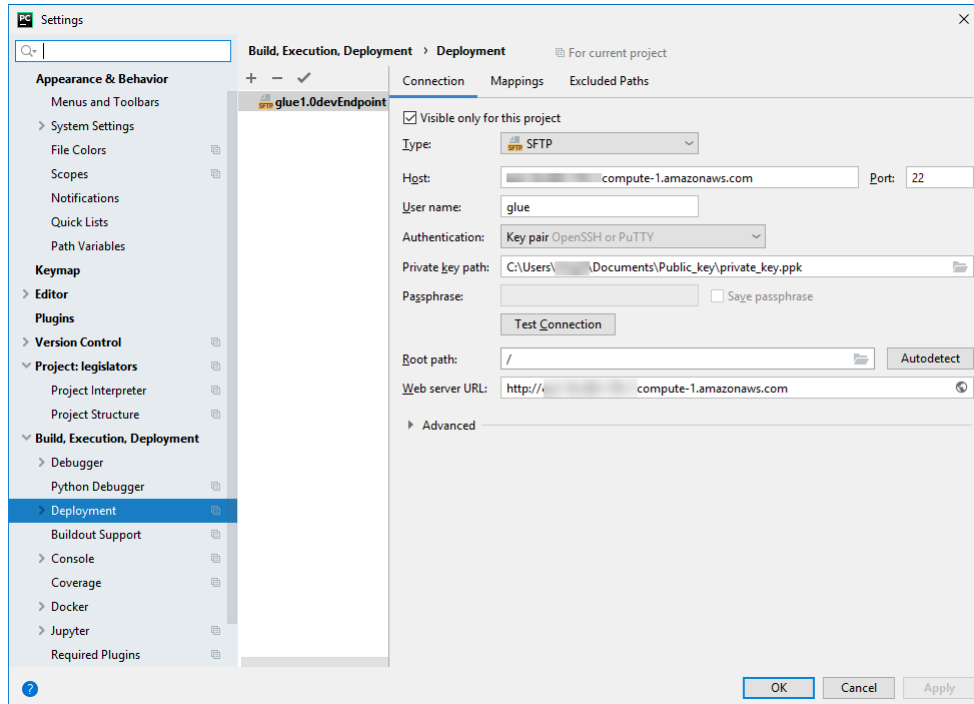 PC Settings
Build, Execution, Deployment › Deployment
For current project
Appearance & Behavior
Menus and Toolbars
System Settings
File Colors
Scopes
Notifications
Quick Lists
Path Variables
Keymap
Editor
Plugins
Version Control
Project: legislators
Project Interpreter
Project Structure
Build, Execution, Deployment
Debugger
Python Debugger
Deployment
Buildout Support
Console
Coverage
Docker
Jupyter
Required Plugins
SFTP glue1.0devEndpoint
Connection Mappings Excluded Paths
Visible only for this project
Type: SFTP SFTP
Host: compute-1.amazonaws.com Port: 22
User name: glue
Authentication: Key pair OpenSSH or PuTTY
Private key path: C:\Users\ \Documents\Public_key\private_key.ppk
Passphrase: Save passphrase
Test Connection
Root path: / Autodetect
Web server URL: http:// compute-1.amazonaws.com
Advanced
? OK Cancel Apply